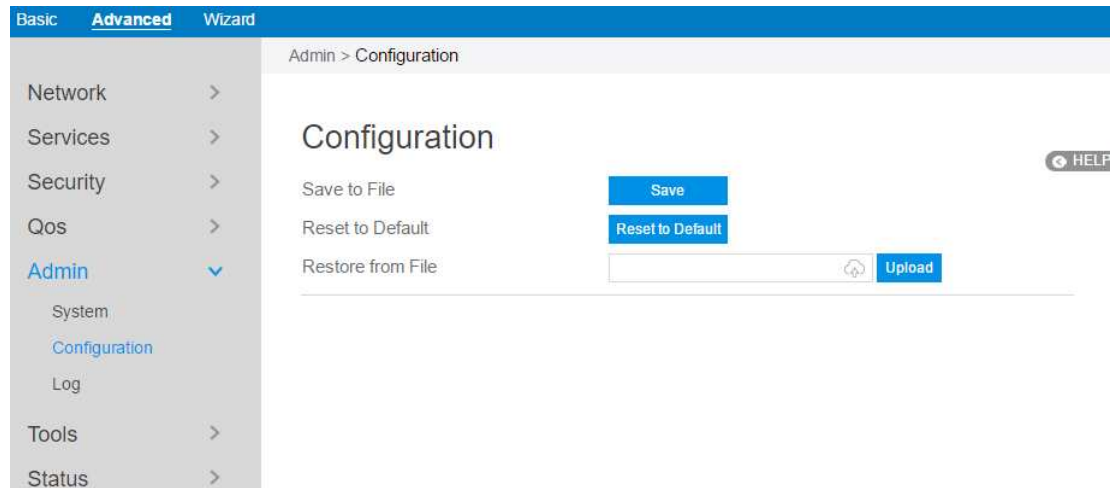 Basic Advanced Wizard
Admin > Configuration
Network
Services
Security
Qos
Admin
System
Configuration
Log
Tools
Status
Configuration
HELP
Save to File Save
Reset to Default Reset to Default
Restore from File Upload